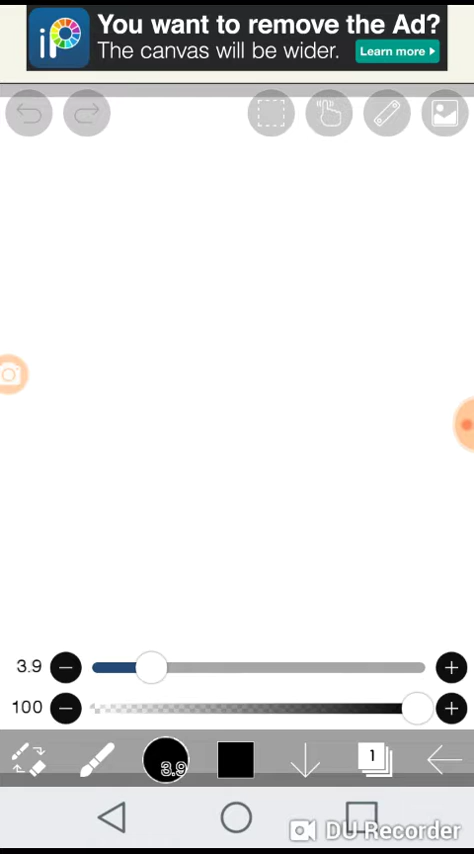 iP
You want to remove the Ad?
The canvas will be wider.
Learn more
3.9
100
3.9
1
DU Recorder